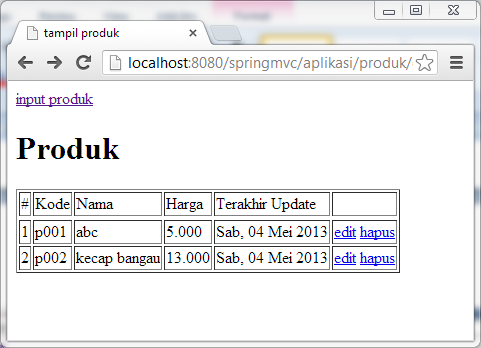 tampil produk
localhost:8080/springmvc/aplikasi/produk/
input produk
Produk
# Kode Nama Harga Terakhir Update
1 p001 abc 5.000 Sab, 04 Mei 2013 edit hapus
2 p002 kecap bangau 13.000 Sab, 04 Mei 2013 edit hapus